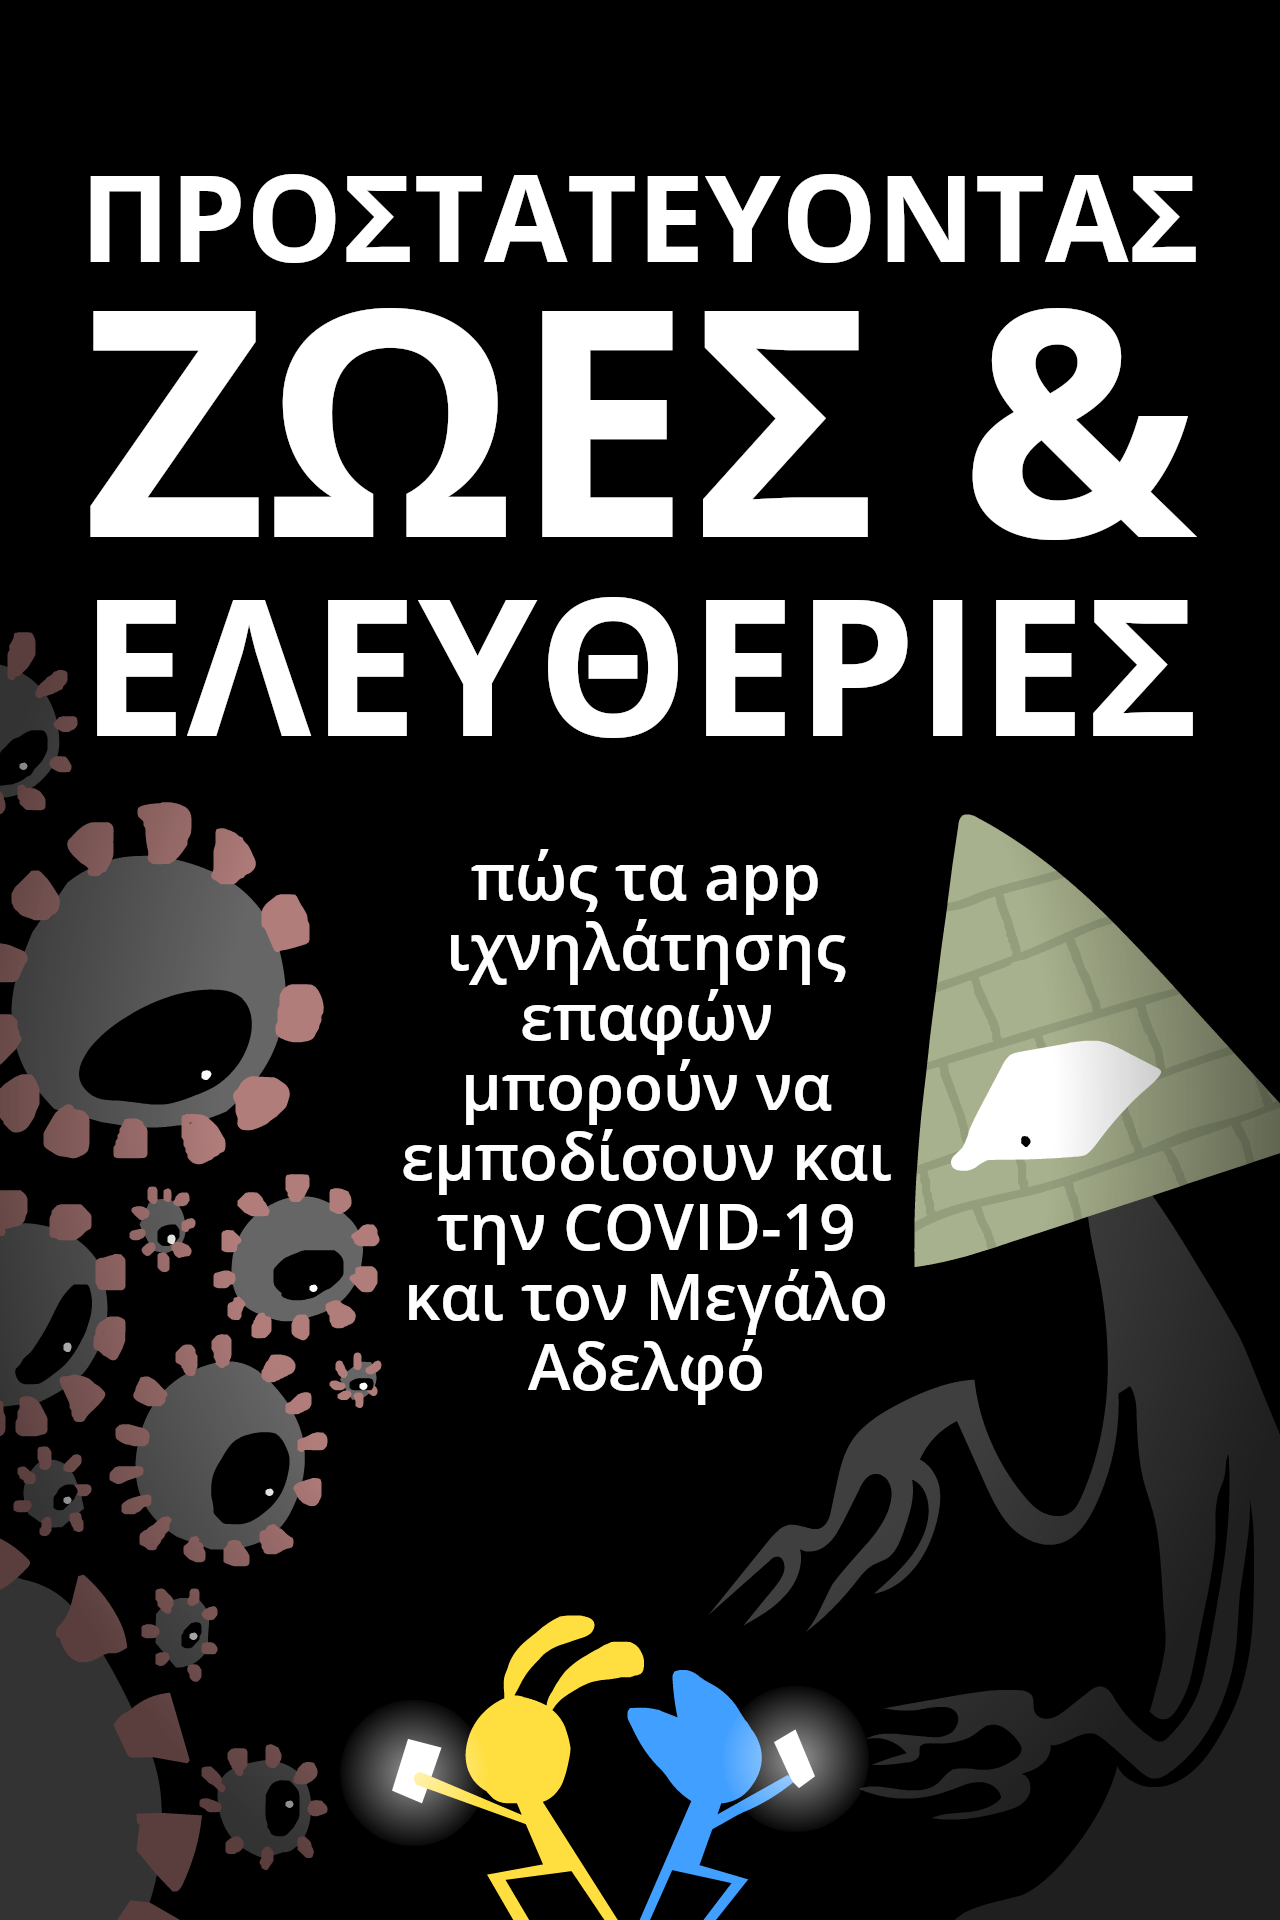 ΠΡΟΣΤΑΤΕΥΟΝΤΑΣ
ΖΩΕΣ &
ΕΛΕΥΘΕΡΙΕΣ
πώς τα app
ιχνηλάτησης
επαφών
μπορούν να
εμποδίσουν και
την COVID-19
και τον Μεγάλο
Αδελφό